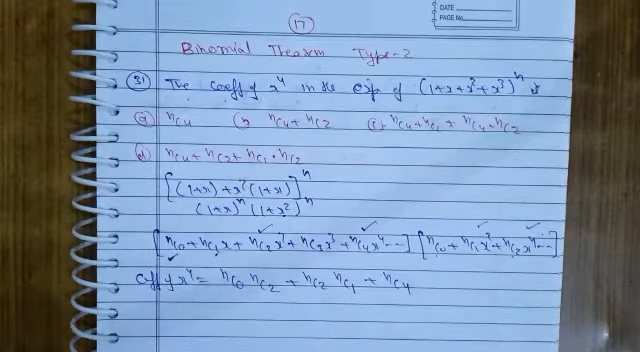 DATE
PAGE No.
17
Binomial Theorem Type-2
31 The coeff of x⁴ in the exp of (1+x+x²+x³)ⁿ is
a ⁿC₄ b ⁿC₄+ⁿC₂ c ⁿC₄+ⁿC₁+ⁿC₄·ⁿC₂
d ⁿC₄+ⁿC₂+ⁿC₁·ⁿC₂
[(1+x)+x²(1+x)]ⁿ
(1+x)ⁿ(1+x²)ⁿ
[ⁿC₀+ⁿC₁x+ⁿC₂x²+ⁿC₃x³+ⁿC₄x⁴--] [ⁿC₀+ⁿC₁x²+ⁿC₂x⁴--]
coeff of x⁴= ⁿC₀ ⁿC₂ + ⁿC₂ ⁿC₁ + ⁿC₄